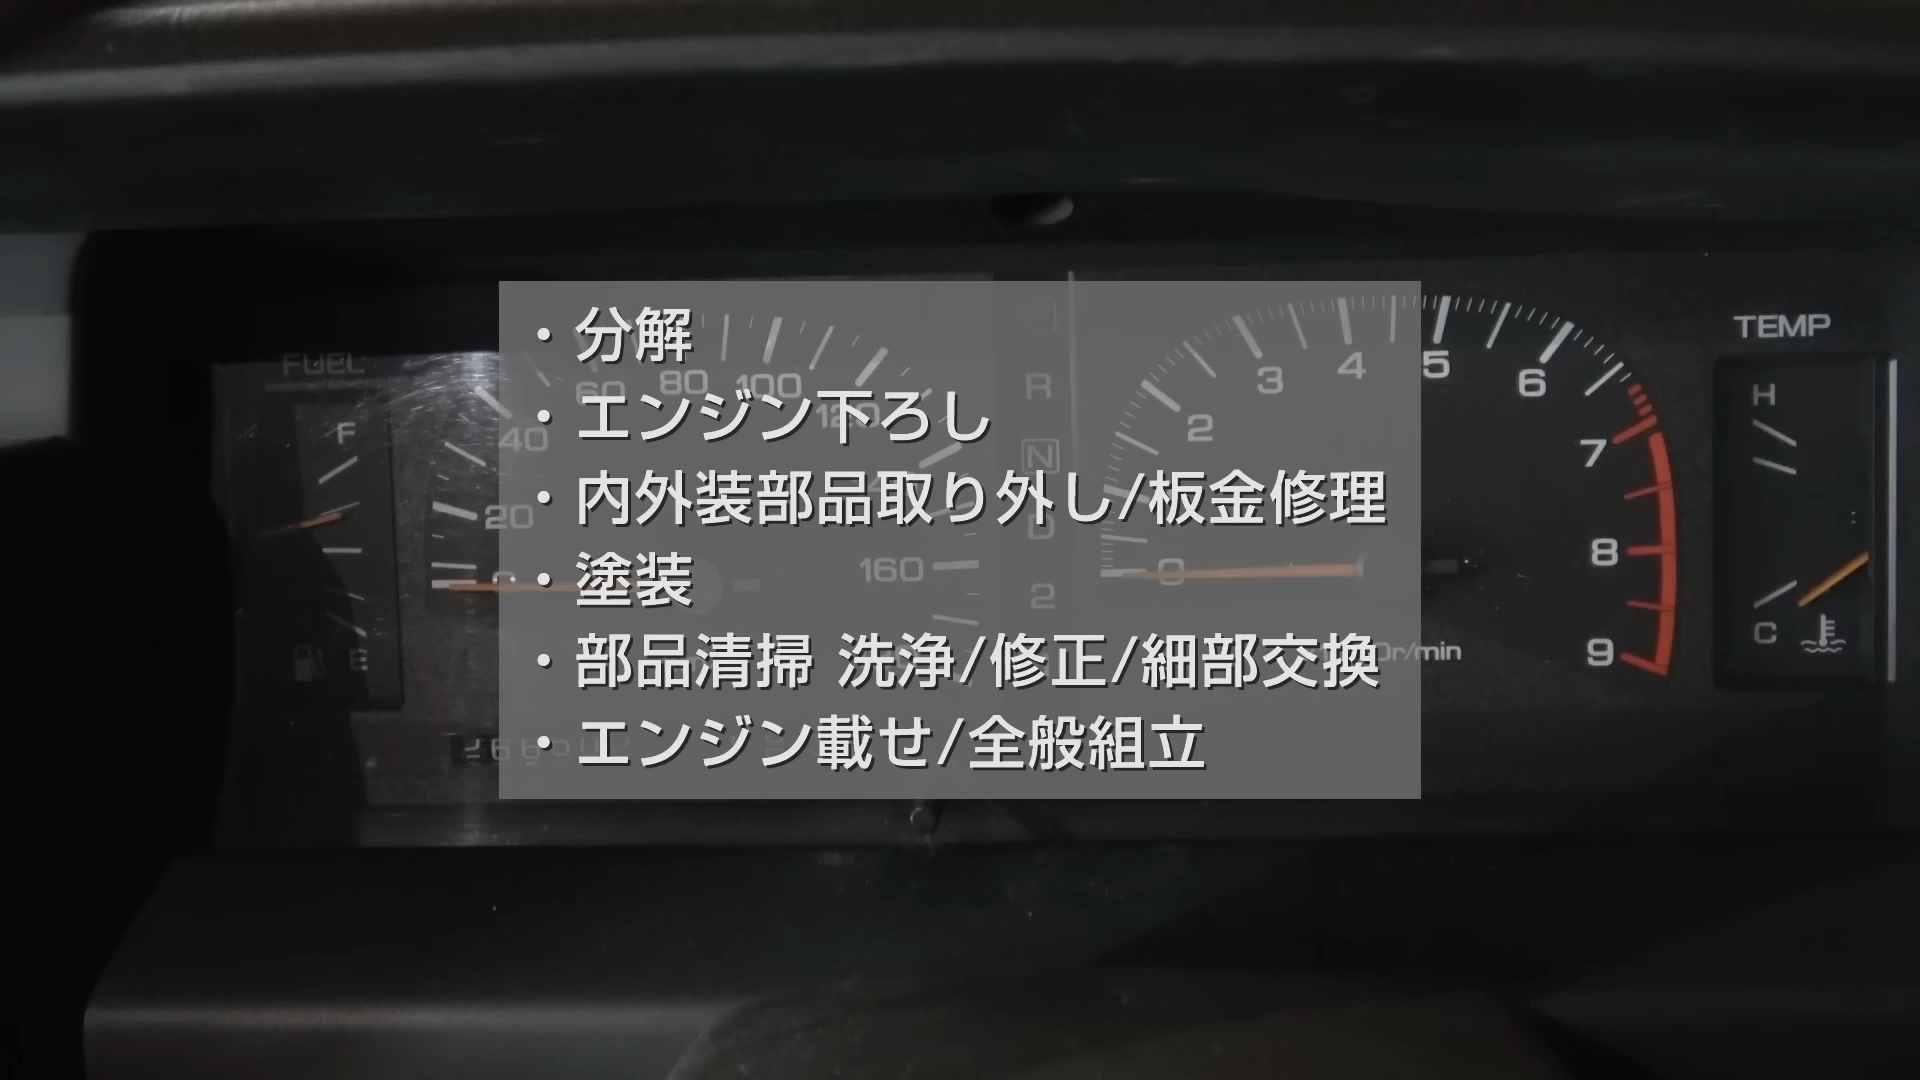 ・分解
・エンジン下ろし
・内外装部品取り外し/板金修理
・塗装
・部品清掃 洗浄/修正/細部交換
・エンジン載せ/全般組立
FUEL
F
E
0
20
40
60
80
100
120
160
R
N
D
2
0
2
3
4
5
6
7
8
9
r/min
TEMP
H
C